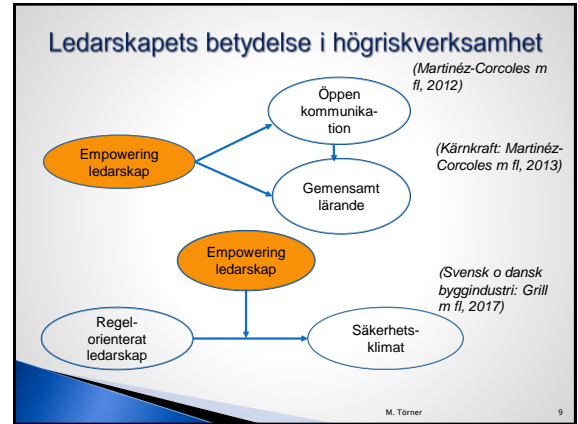 Ledarskapets betydelse i högriskverksamhet
(Martinéz-Corcoles m
fl, 2012)
Öppen
kommunika-
tion
Empowering
ledarskap
(Kärnkraft: Martinéz-
Corcoles m fl, 2013)
Gemensamt
lärande
Empowering
ledarskap
(Svensk o dansk
byggindustri: Grill
m fl, 2017)
Regel-
orienterat
ledarskap
Säkerhets-
klimat
M. Törner
9